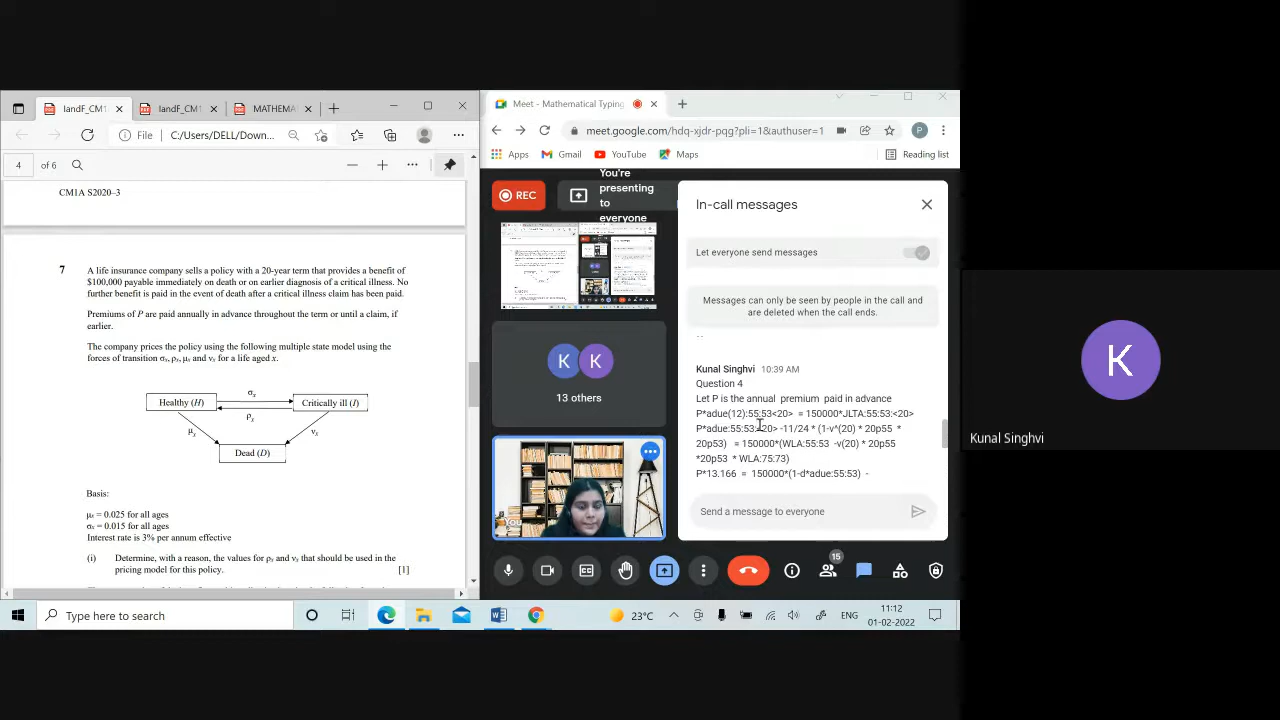 landF_CM1
landF_CM1
MATHEMA
File
C:/Users/DELL/Down...
4
of 6
CM1A S2020–3
7
A life insurance company sells a policy with a 20-year term that provides a benefit of
$100,000 payable immediately on death or on earlier diagnosis of a critical illness. No
further benefit is paid in the event of death after a critical illness claim has been paid.
Premiums of P are paid annually in advance throughout the term or until a claim, if
earlier.
The company prices the policy using the following multiple state model using the
forces of transition σx, ρx, μx and νx for a life aged x.
σx
Healthy (H)
Critically ill (I)
ρx
μx
νx
Dead (D)
Basis:
μx = 0.025 for all ages
σx = 0.015 for all ages
Interest rate is 3% per annum effective
(i) Determine, with a reason, the values for ρx and νx that should be used in the
pricing model for this policy. [1]
Type here to search
Meet - Mathematical Typing
meet.google.com/hdq-xjdr-pqg?pli=1&authuser=1
P
Apps
Gmail
YouTube
Maps
Reading list
REC
You're
presenting
to
everyone
K
K
13 others
You
In-call messages
Let everyone send messages
Messages can only be seen by people in the call and
are deleted when the call ends.
Kunal Singhvi 10:39 AM
Question 4
Let P is the annual premium paid in advance
P*adue(12):55:53<20> = 150000*JLTA:55:53:<20>
P*adue:55:53:<20> -11/24 * (1-v^(20) * 20p55 *
20p53) = 150000*(WLA:55:53 -v(20) * 20p55
*20p53 * WLA:75:73)
P*13.166 = 150000*(1-d*adue:55:53) -
Send a message to everyone
15
23°C
ENG
11:12
01-02-2022
K
Kunal Singhvi